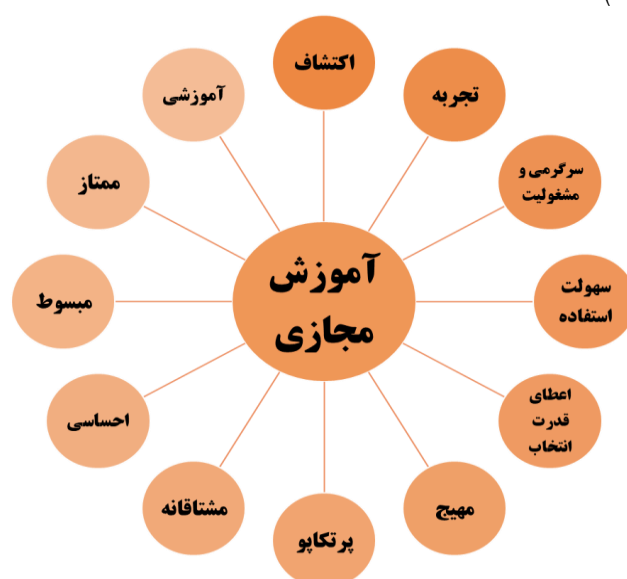 (
اکتشاف
تجربه
سرگرمی و
مشغولیت
سهولت
استفاده
اعطای
قدرت
انتخاب
مهیج
پرتکاپو
مشتاقانه
احساسی
مبسوط
ممتاز
آموزشی
آموزش
مجازی